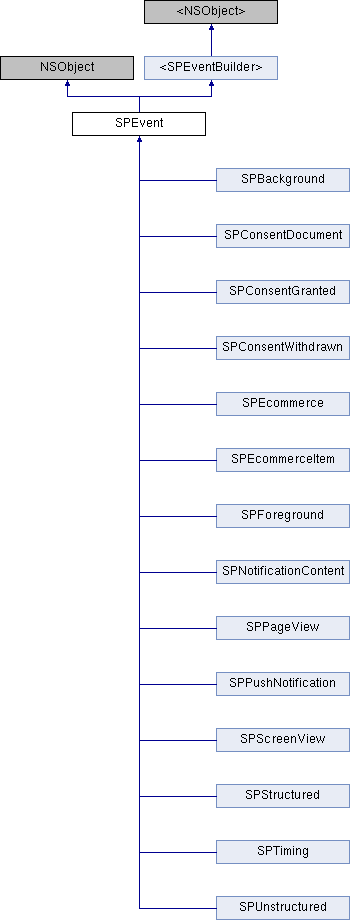 <NSObject>
NSObject
<SPEventBuilder>
SPEvent
SPBackground
SPConsentDocument
SPConsentGranted
SPConsentWithdrawn
SPEcommerce
SPEcommerceItem
SPForeground
SPNotificationContent
SPPageView
SPPushNotification
SPScreenView
SPStructured
SPTiming
SPUnstructured